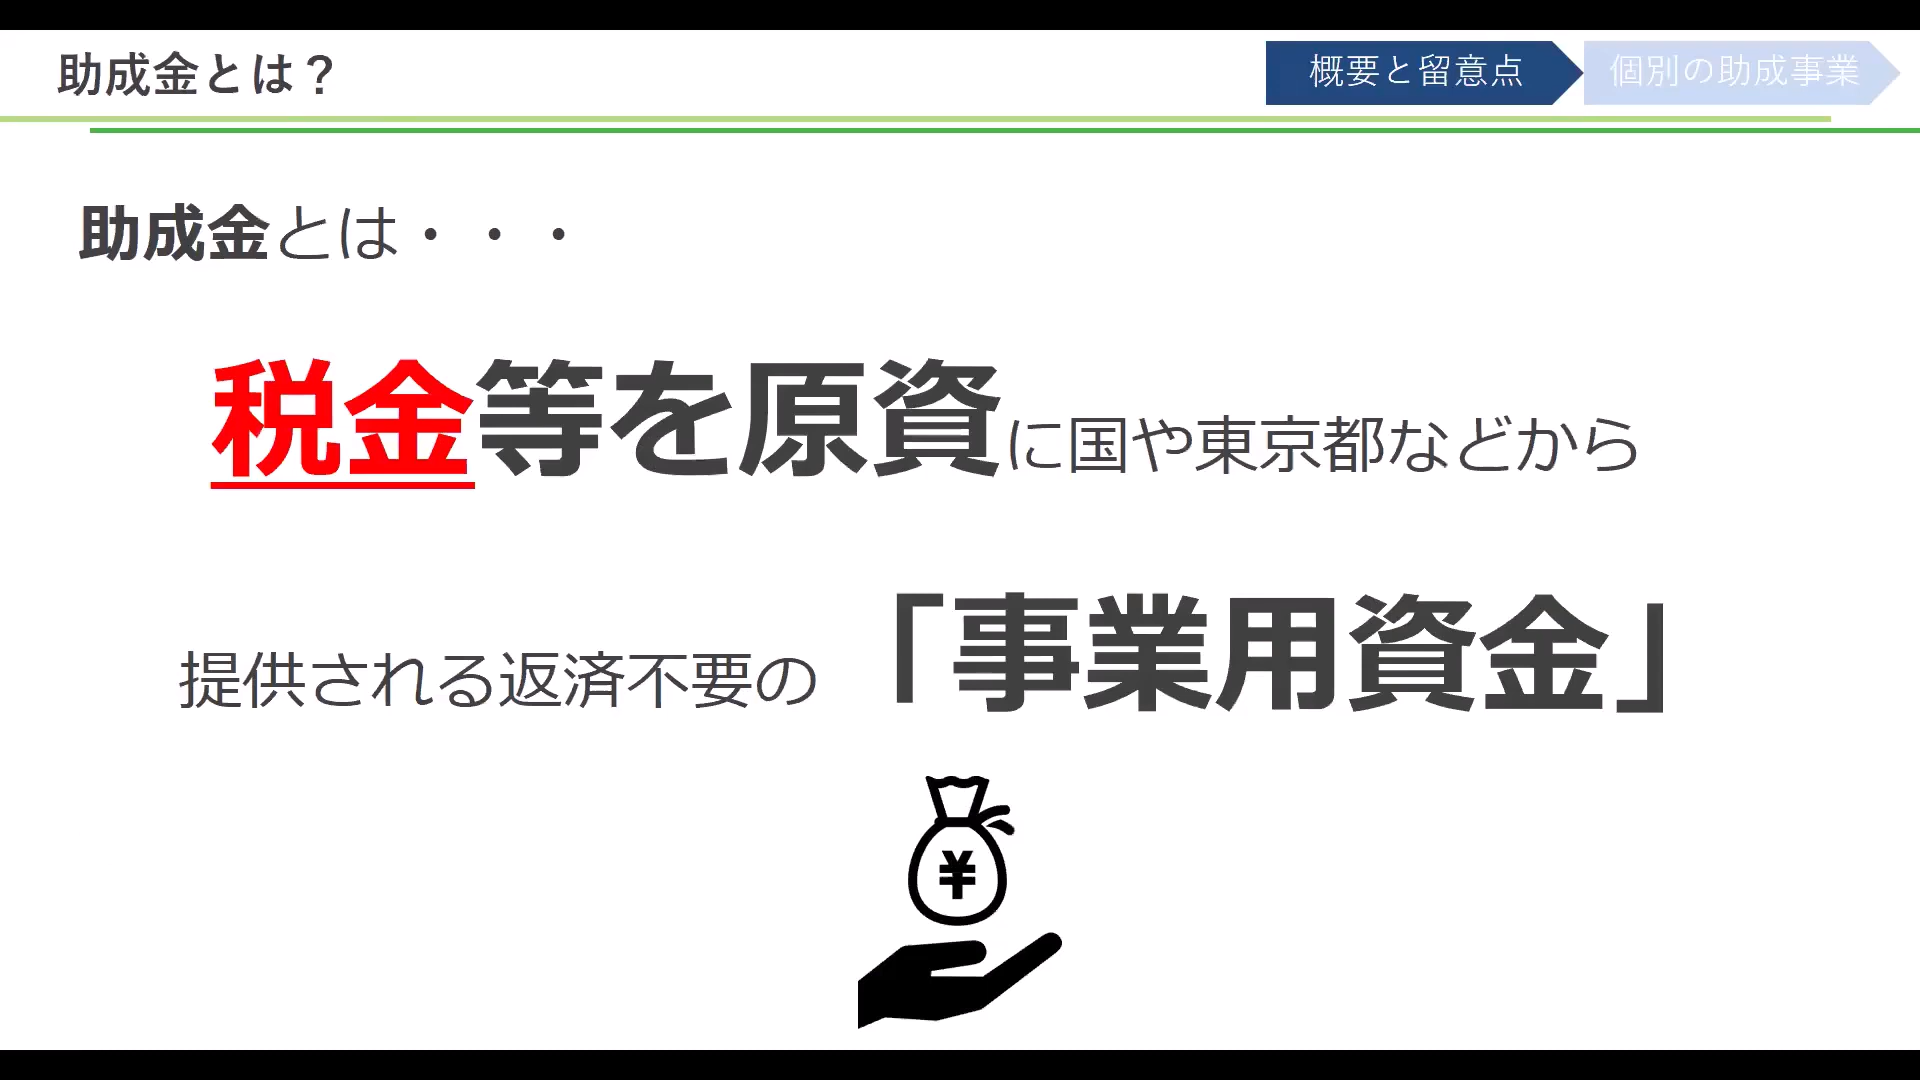 助成金とは？
概要と留意点
個別の助成事業
助成金とは・・・
税金等を原資に国や東京都などから
提供される返済不要の「事業用資金」
¥